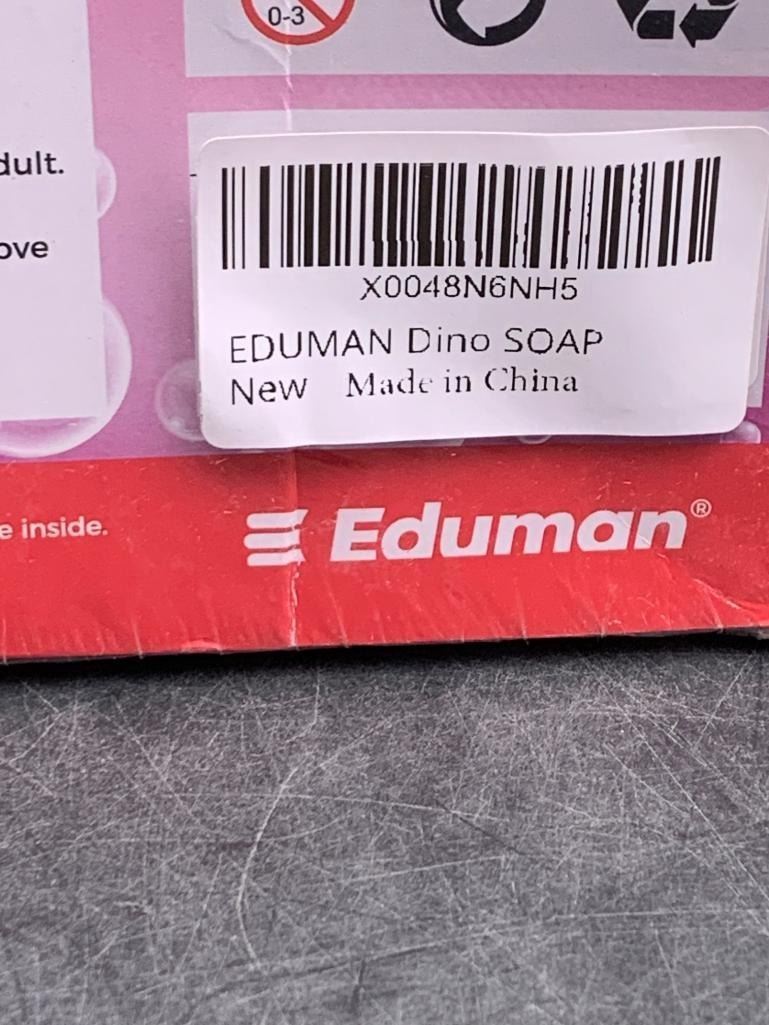 0-3
dult.
ove
X0048N6NH5
EDUMAN Dino SOAP
New Made in China
e inside.
Eduman®